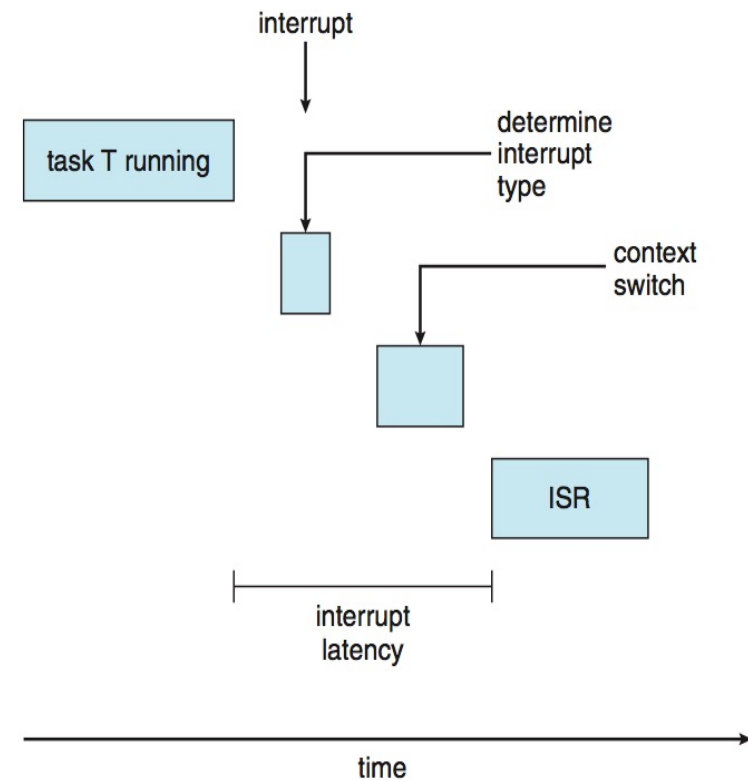 interrupt
task T running
determine
interrupt
type
context
switch
ISR
interrupt
latency
time